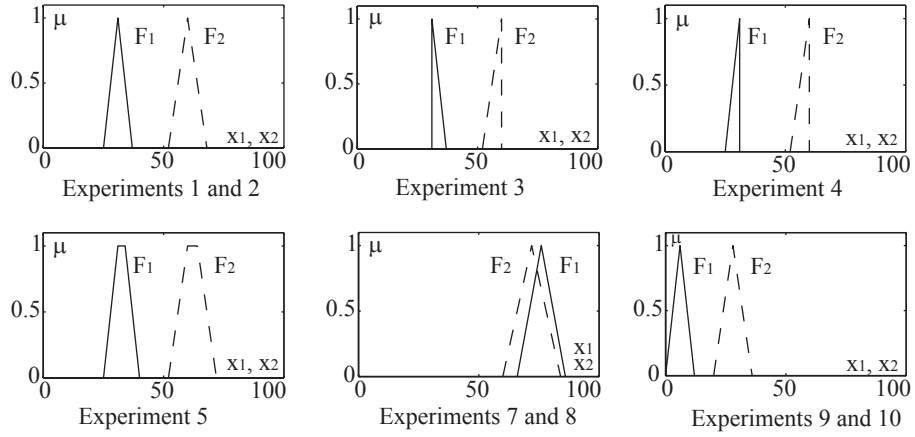 1 μ F1 F2
0.5
0 x1, x2
0 50 100
Experiments 1 and 2
1 μ F1 F2
0.5
0 x1, x2
0 50 100
Experiment 3
1 μ F1 F2
0.5
0 x1, x2
0 50 100
Experiment 4
1 μ F1 F2
0.5
0 x1, x2
0 50 100
Experiment 5
1 μ F2 F1
0.5
x1
0 x2
0 50 100
Experiments 7 and 8
1 μ F1 F2
0.5
0 x1, x2
0 50 100
Experiments 9 and 10